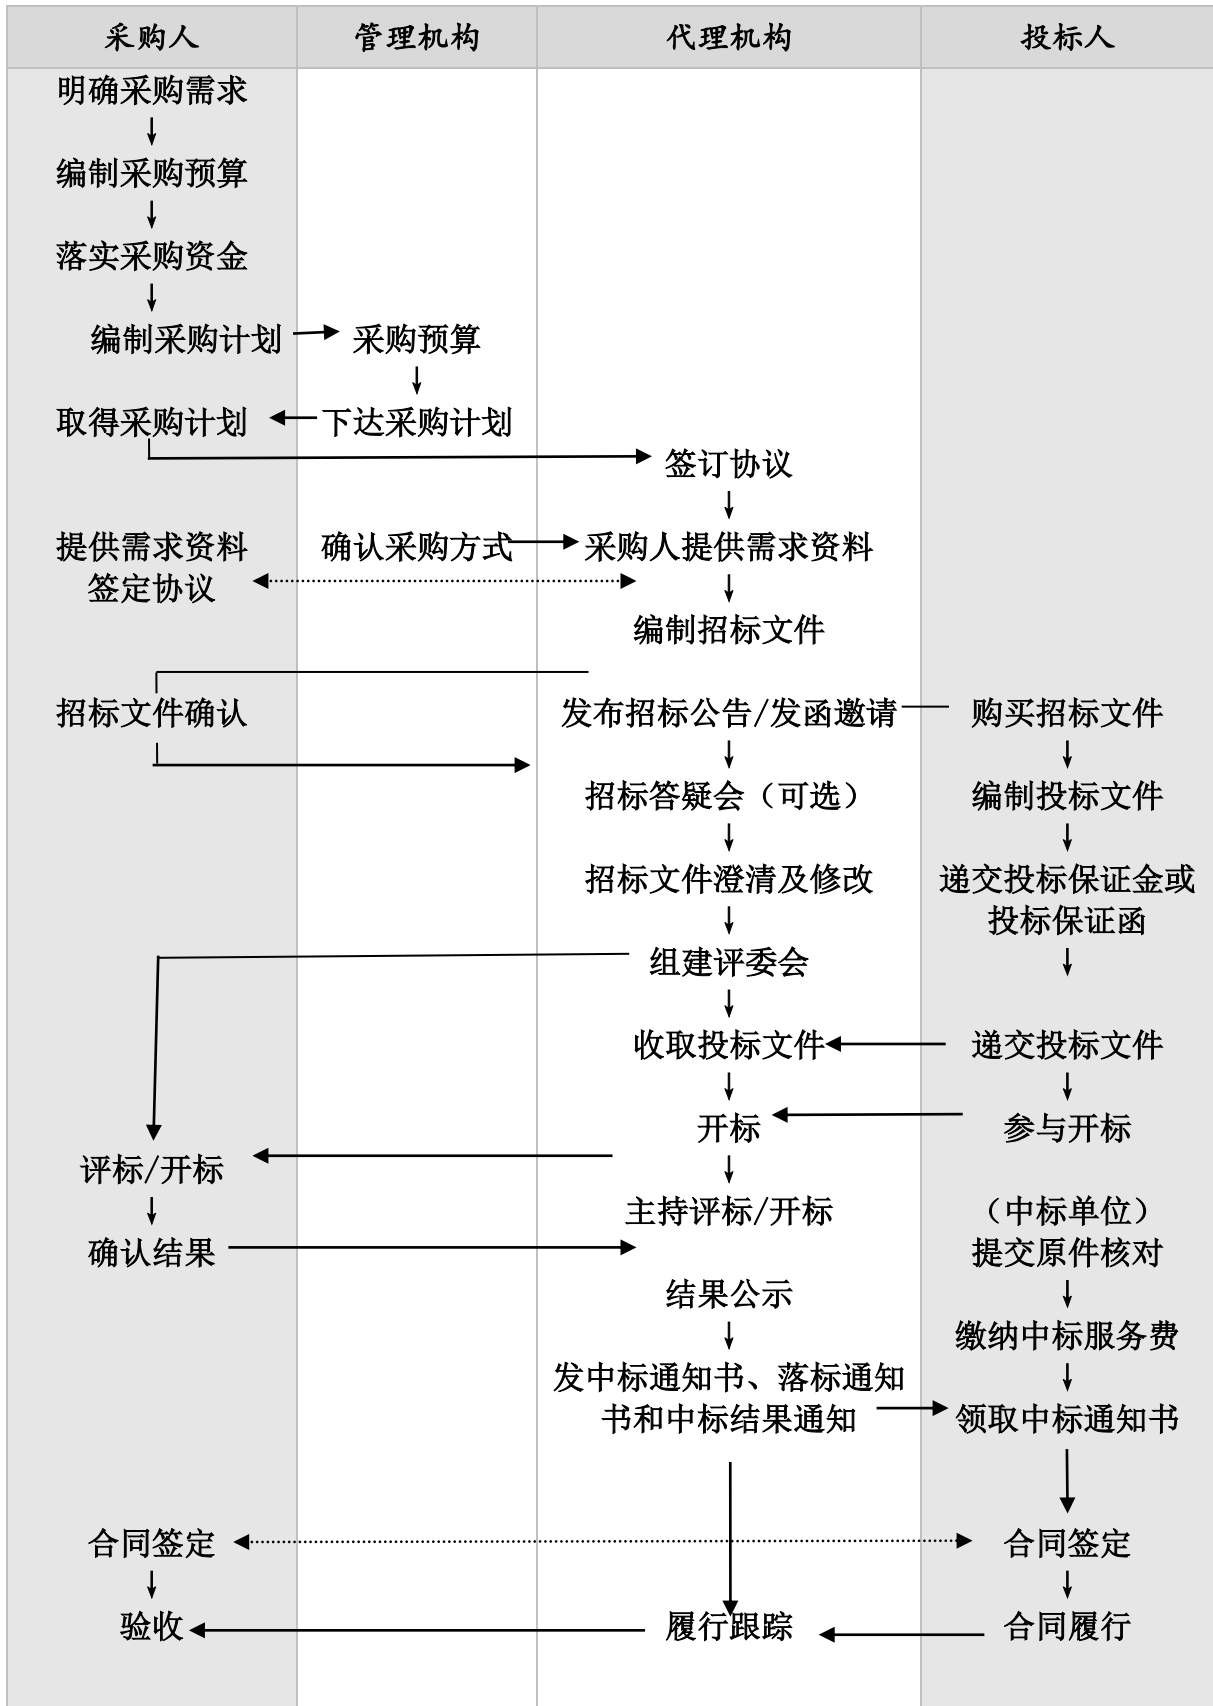 采购人 管理机构 代理机构 投标人
明确采购需求
↓
编制采购预算
↓
落实采购资金
↓
编制采购计划 采购预算
↓
取得采购计划 下达采购计划
签订协议
↓
提供需求资料 确认采购方式 采购人提供需求资料
签定协议 ↓
编制招标文件
招标文件确认 发布招标公告/发函邀请 购买招标文件
↓ ↓
招标答疑会（可选） 编制投标文件
↓ ↓
招标文件澄清及修改 递交投标保证金或
↓ 投标保证函
组建评委会 ↓
↓
收取投标文件 递交投标文件
↓ ↓
开标 参与开标
评标/开标 ↓
↓ 主持评标/开标 （中标单位）
确认结果 提交原件核对
结果公示 ↓
↓ 缴纳中标服务费
发中标通知书、落标通知 ↓
书和中标结果通知 领取中标通知书
合同签定 合同签定
↓ ↓
验收 履行跟踪 合同履行